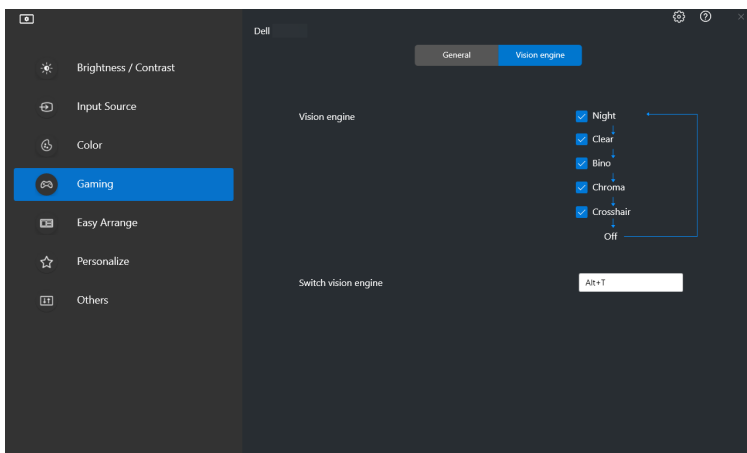 Dell
General Vision engine
Brightness / Contrast
Input Source
Color
Gaming
Easy Arrange
Personalize
Others
Vision engine
Night
Clear
Bino
Chroma
Crosshair
Off
Switch vision engine
Alt+T